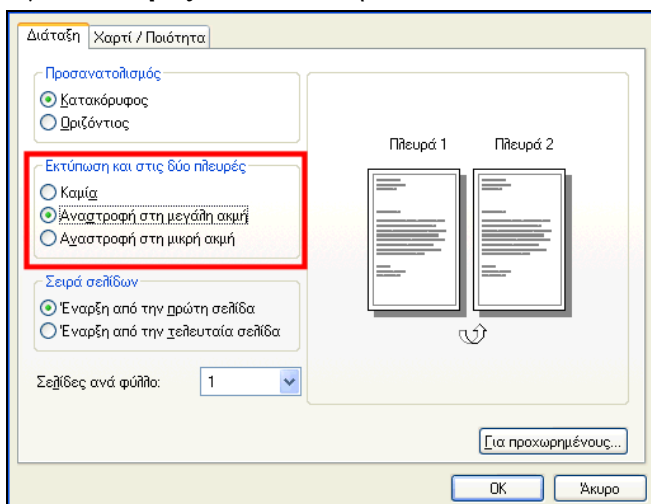 Διάταξη
Χαρτί / Ποιότητα
Προσανατολισμός
Κατακόρυφος
Οριζόντιος
Εκτύπωση και στις δύο πλευρές
Καμία
Αναστροφή στη μεγάλη ακμή
Αναστροφή στη μικρή ακμή
Σειρά σελίδων
Έναρξη από την πρώτη σελίδα
Έναρξη από την τελευταία σελίδα
Σελίδες ανά φύλλο: 1
Πλευρά 1 Πλευρά 2
Για προχωρημένους...
OK Άκυρο